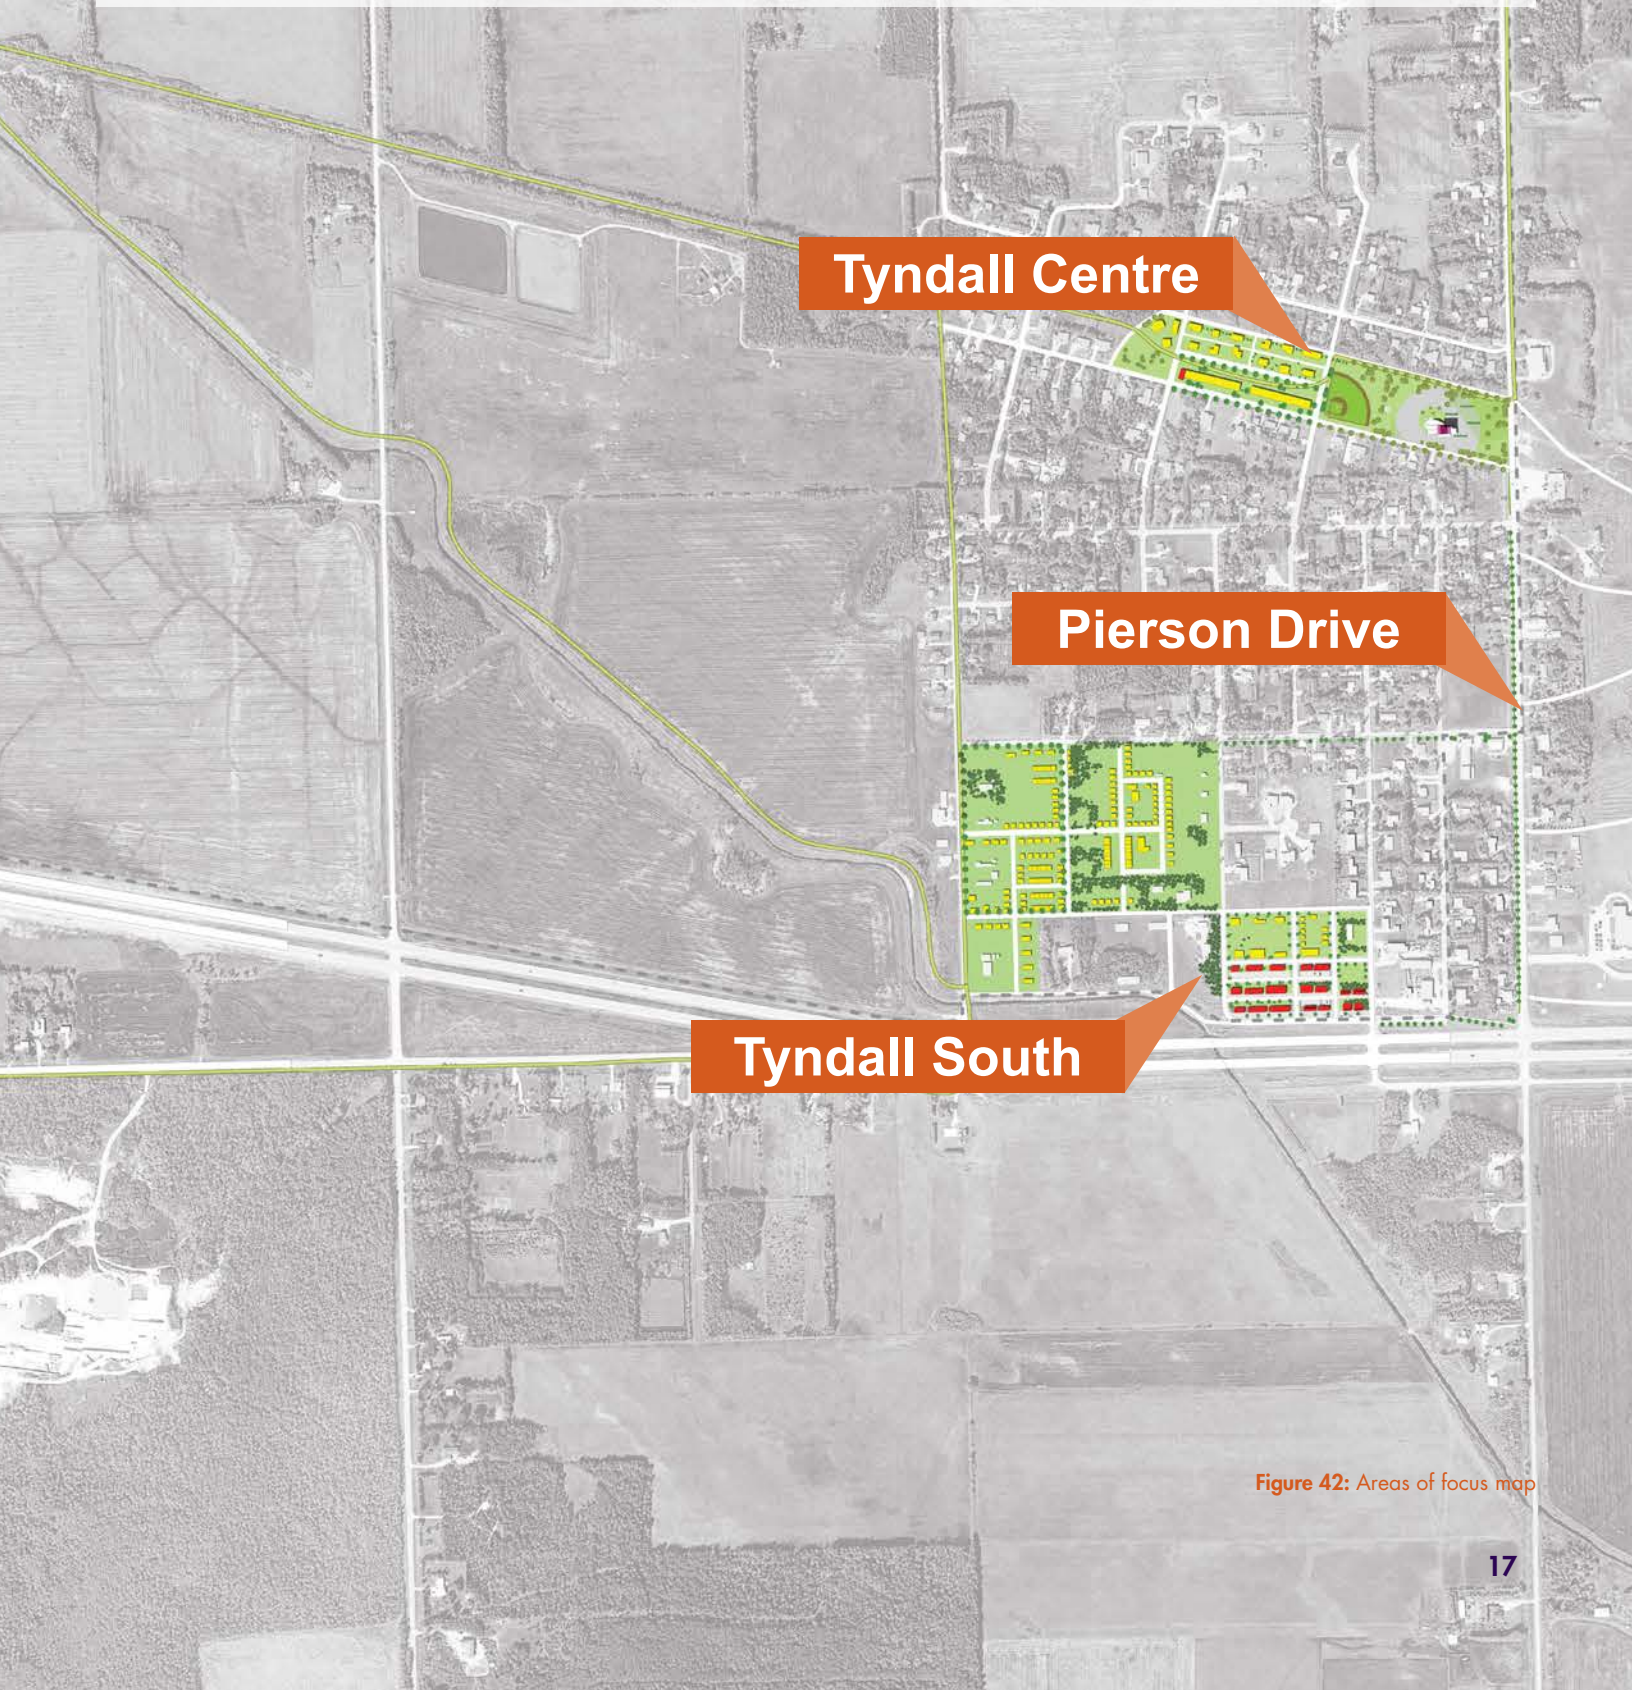 Tyndall Centre
Pierson Drive
Tyndall South
Figure 42: Areas of focus map
17